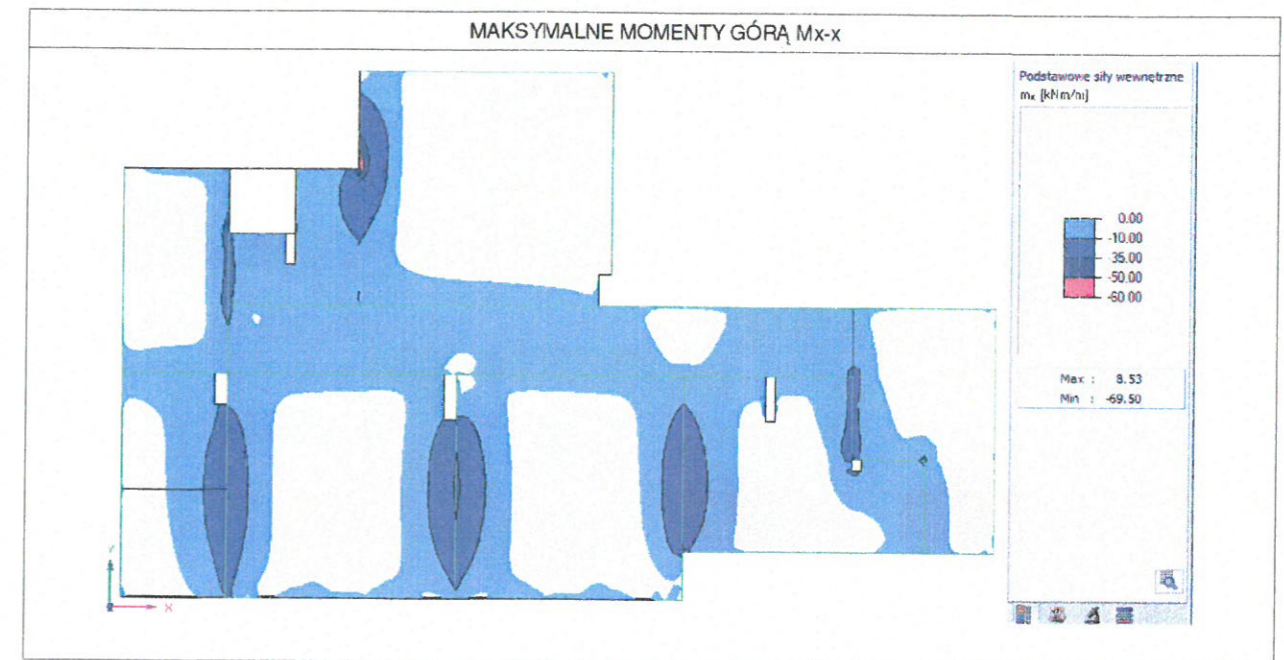 MAKSYMALNE MOMENTY GÓRĄ Mx-x
Podstawowe siły wewnętrzne
mx [kNm/m]
0.00
-10.00
-35.00
-50.00
-60.00
Max : 8.53
Min : -69.50
Y
X